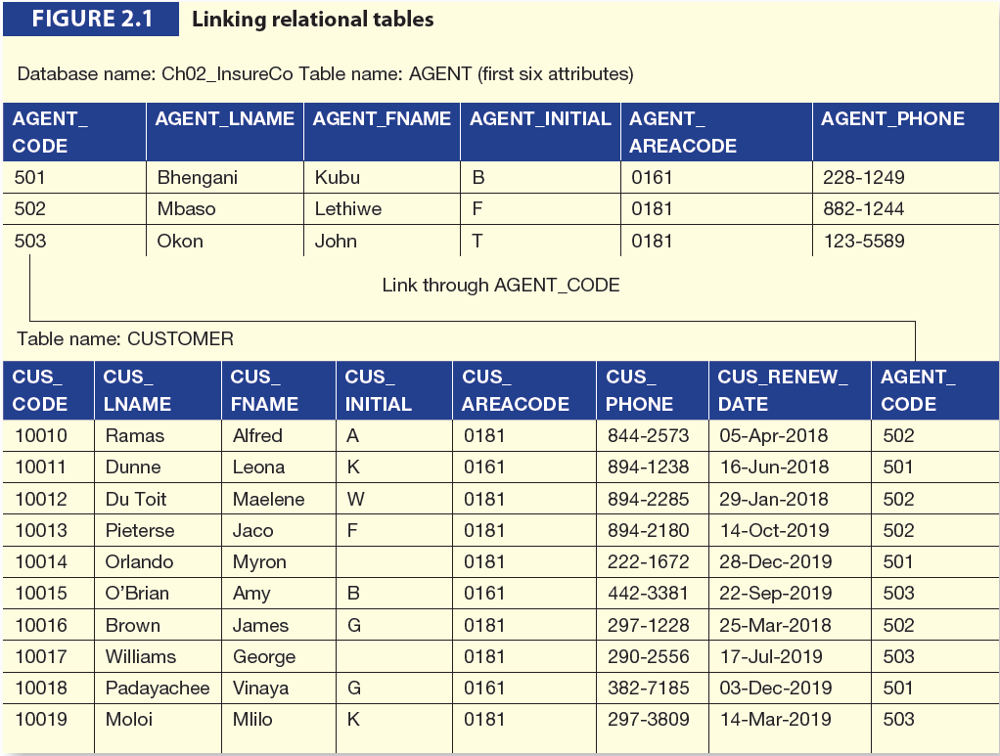 FIGURE 2.1 Linking relational tables
Database name: Ch02_InsureCo Table name: AGENT (first six attributes)
AGENT_ AGENT_LNAME AGENT_FNAME AGENT_INITIAL AGENT_ AGENT_PHONE
CODE AREACODE
501 Bhengani Kubu B 0161 228-1249
502 Mbaso Lethiwe F 0181 882-1244
503 Okon John T 0181 123-5589
Link through AGENT_CODE
Table name: CUSTOMER
CUS_ CUS_ CUS_ CUS_ CUS_ CUS_ CUS_RENEW_ AGENT_
CODE LNAME FNAME INITIAL AREACODE PHONE DATE CODE
10010 Ramas Alfred A 0181 844-2573 05-Apr-2018 502
10011 Dunne Leona K 0161 894-1238 16-Jun-2018 501
10012 Du Toit Maelene W 0181 894-2285 29-Jan-2018 502
10013 Pieterse Jaco F 0181 894-2180 14-Oct-2019 502
10014 Orlando Myron 0181 222-1672 28-Dec-2019 501
10015 O’Brian Amy B 0161 442-3381 22-Sep-2019 503
10016 Brown James G 0181 297-1228 25-Mar-2018 502
10017 Williams George 0181 290-2556 17-Jul-2019 503
10018 Padayachee Vinaya G 0161 382-7185 03-Dec-2019 501
10019 Moloi Mlilo K 0181 297-3809 14-Mar-2019 503